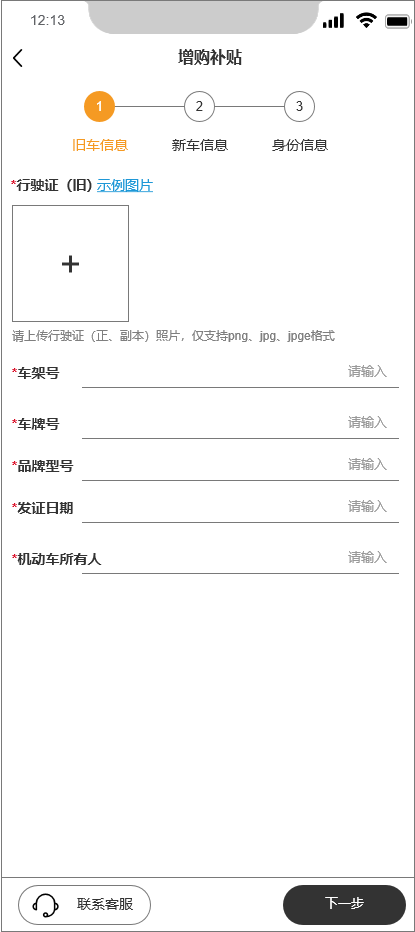 12:13
增购补贴
1 2 3
旧车信息 新车信息 身份信息
*行驶证（旧）示例图片
+
请上传行驶证（正、副本）照片，仅支持png、jpg、jpge格式
*车架号 请输入
*车牌号 请输入
*品牌型号 请输入
*发证日期 请输入
*机动车所有人 请输入
联系客服 下一步